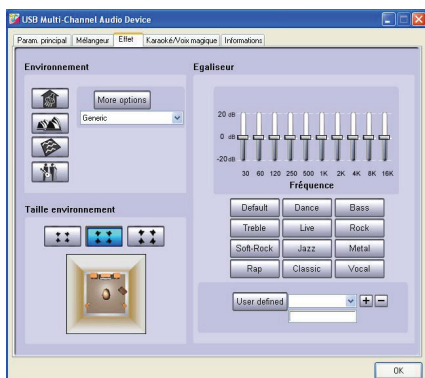 USB Multi-Channel Audio Device
Param. principal Mélangeur Effet Karaoké/Voix magique Informations
Environnement
More options
Generic
Taille environnement
Egaliseur
20 dB
0 dB
-20 dB
30 60 120 250 500 1K 2K 4K 8K 16K
Fréquence
Default Dance Bass
Treble Live Rock
Soft-Rock Jazz Metal
Rap Classic Vocal
User defined
OK